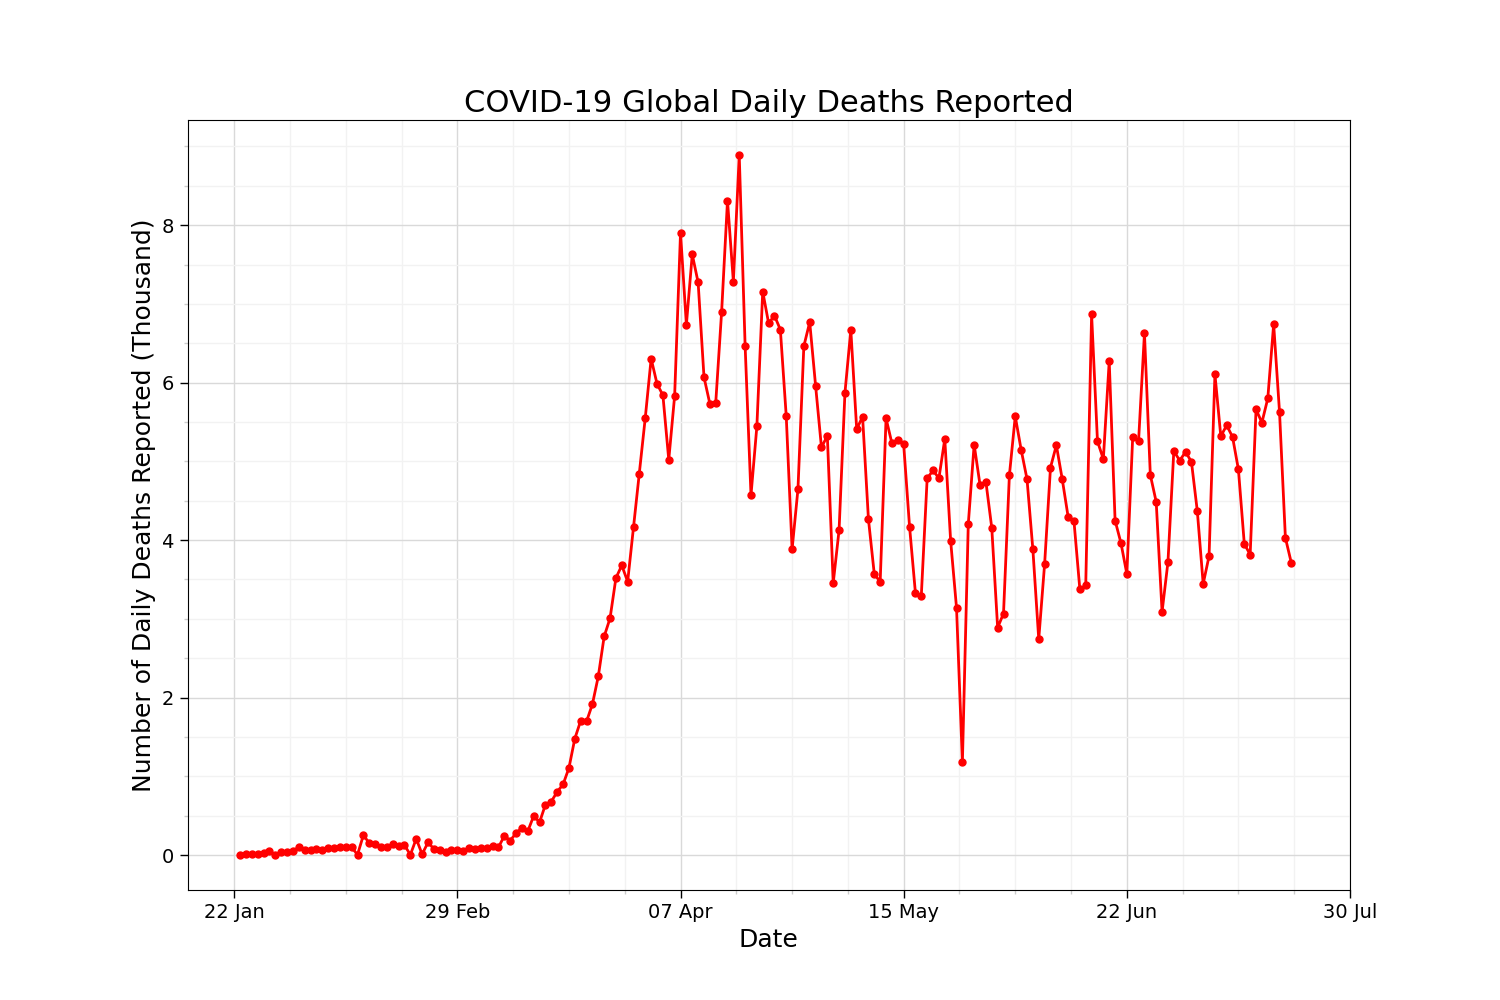 COVID-19 Global Daily Deaths Reported
Number of Daily Deaths Reported (Thousand)
8
6
4
2
0
22 Jan
29 Feb
07 Apr
15 May
22 Jun
30 Jul
Date